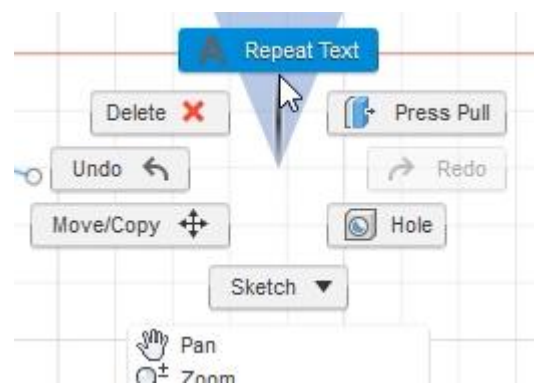 Repeat Text
Delete
Press Pull
Undo
Redo
Move/Copy
Hole
Sketch
Pan
Zoom